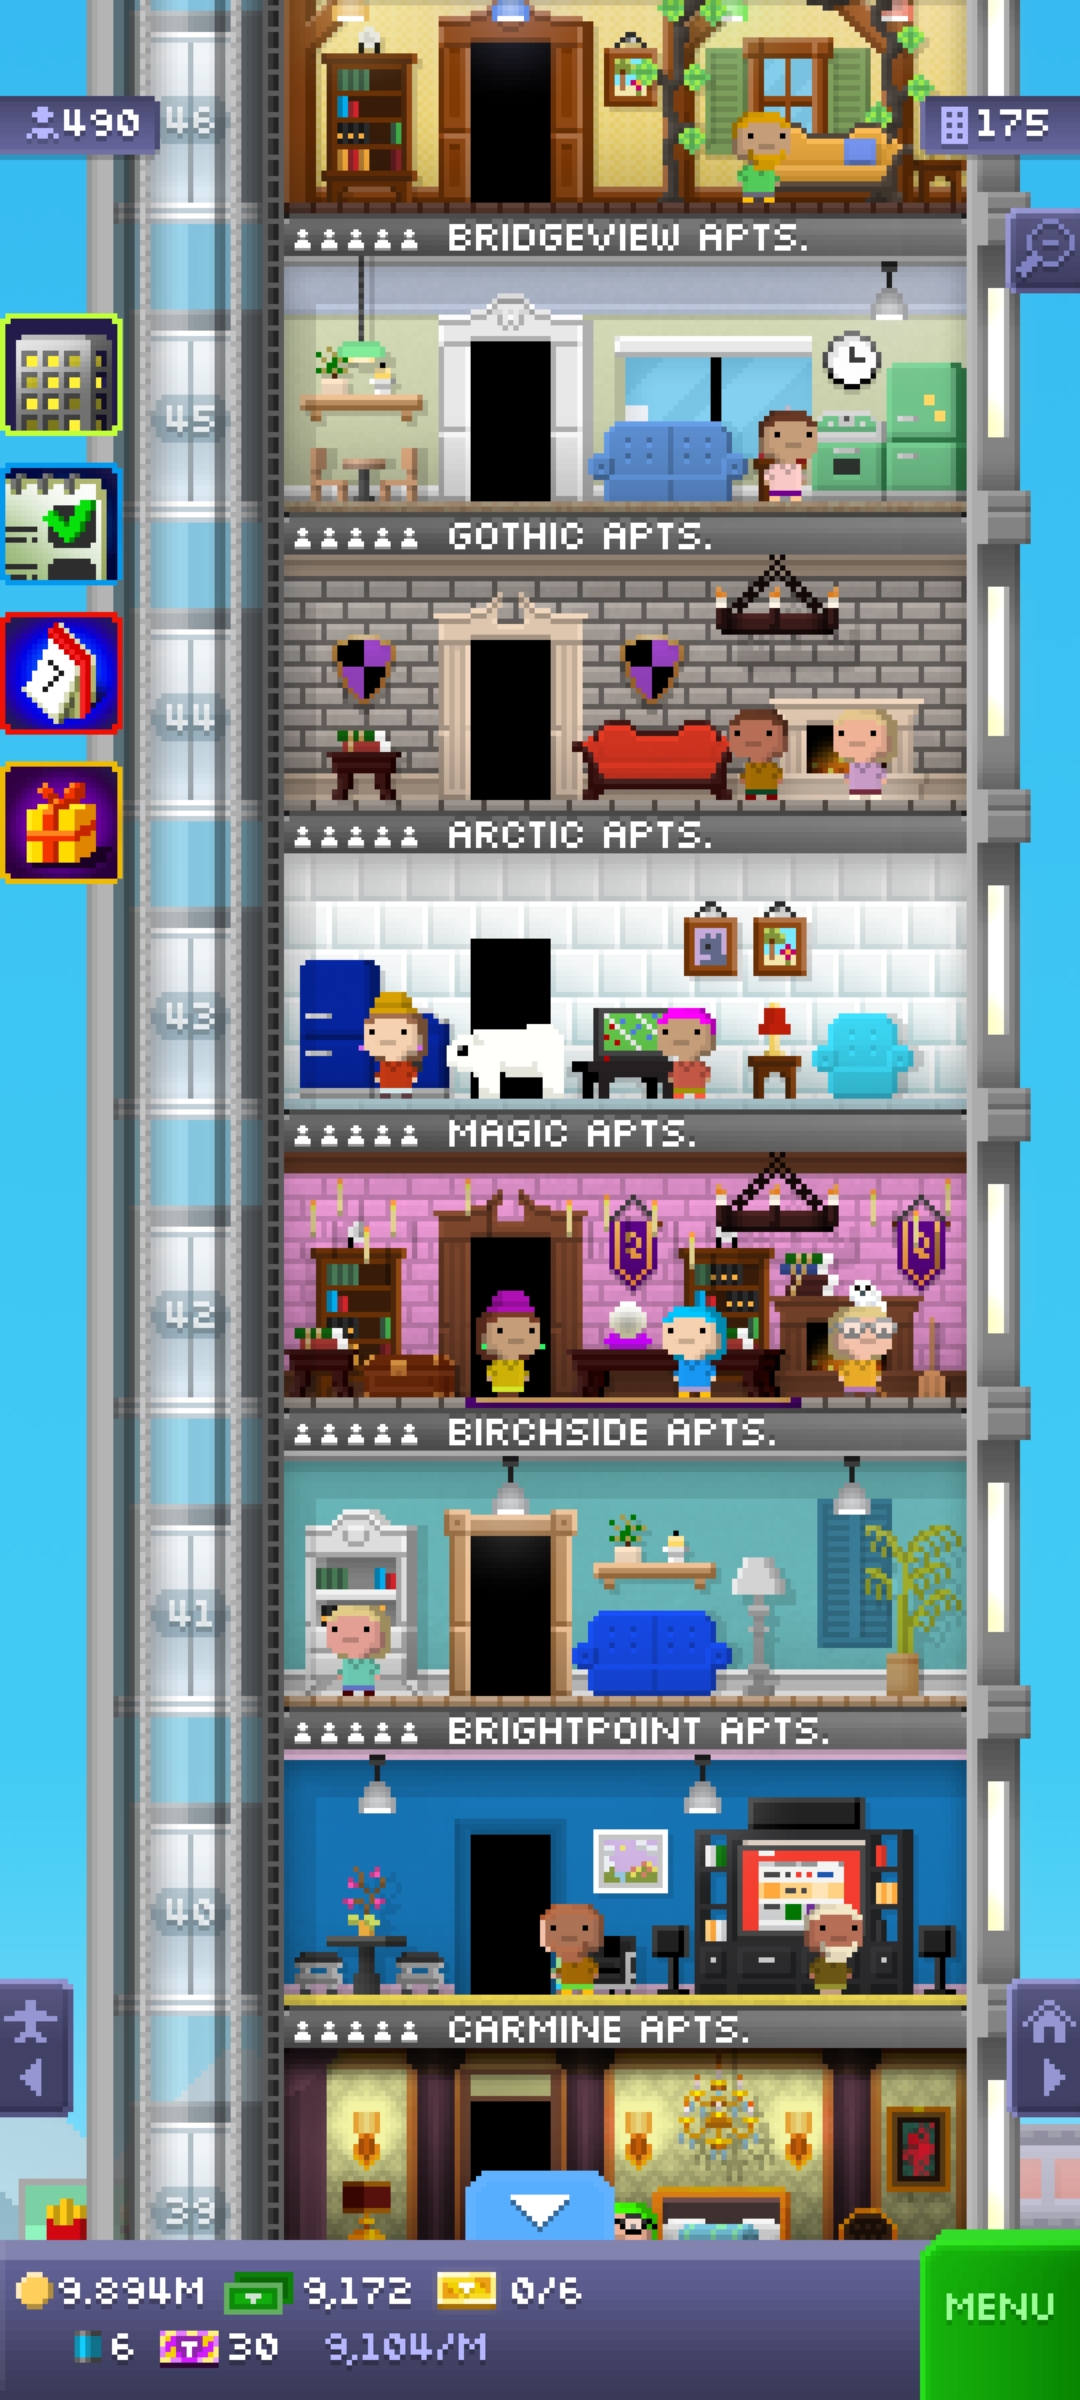 490
46
175
BRIDGEVIEW APTS.
45
GOTHIC APTS.
44
ARCTIC APTS.
43
MAGIC APTS.
42
BIRCHSIDE APTS.
41
BRIGHTPOINT APTS.
40
CARMINE APTS.
39
9.894M 9,172 0/6
6 T 30 9,104/M
MENU